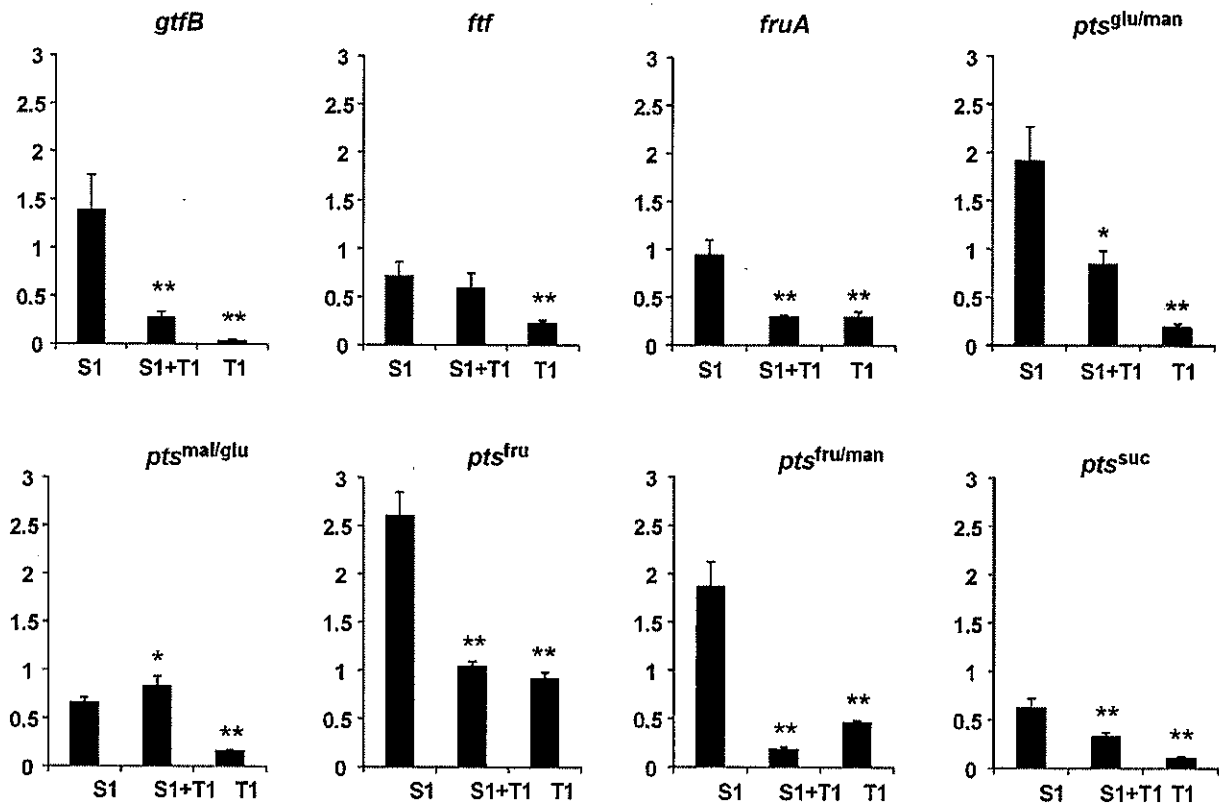 gtfB ftf fruA pts^glu/man
3 3 3 3
2.5 2.5 2.5 2.5
2 2 2 2
1.5 1.5 1.5 1.5
1 1 1 * 1
** 
0.5 ** 0.5 ** 0.5 ** ** 0.5 **
0 0 0 0
S1 S1+T1 T1 S1 S1+T1 T1 S1 S1+T1 T1 S1 S1+T1 T1
pts^mal/glu pts^fru pts^fru/man pts^suc
3 3 3 3
2.5 2.5 2.5 2.5
2 2 2 2
1.5 1.5 1.5 1.5
1 * 1 ** ** 1 1
0.5 ** 0.5 0.5 ** ** 0.5 ** **
0 0 0 0
S1 S1+T1 T1 S1 S1+T1 T1 S1 S1+T1 T1 S1 S1+T1 T1